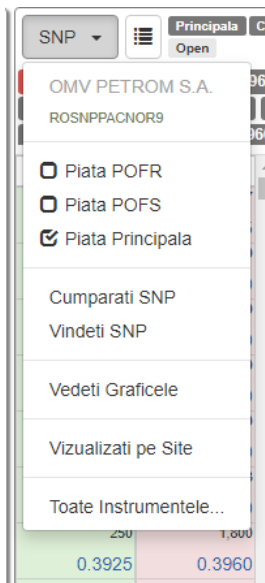 SNP
Principala
Open
OMV PETROM S.A.
ROSNPPACNOR9
Piata POFR
Piata POFS
Piata Principala
Cumparati SNP
Vindeti SNP
Vedeti Graficele
Vizualizati pe Site
Toate Instrumentele...
250 1,800
0.3925 0.3960